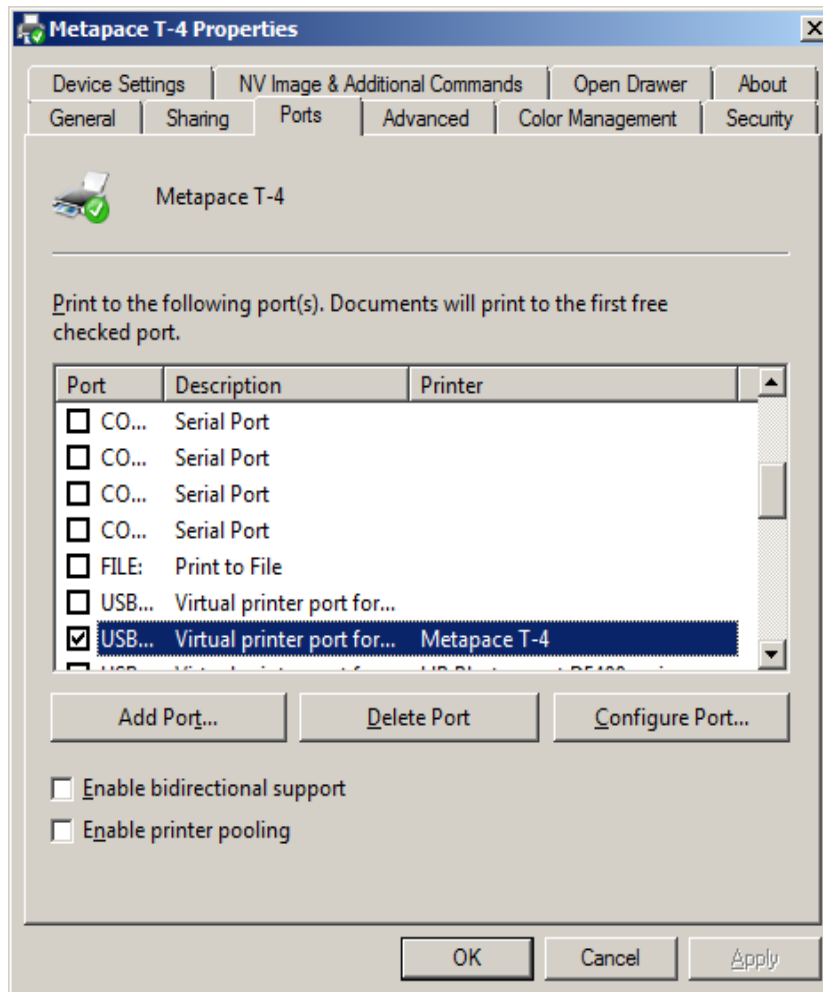 Metapace T-4 Properties
Device Settings NV Image & Additional Commands Open Drawer About
General Sharing Ports Advanced Color Management Security
Metapace T-4
Print to the following port(s). Documents will print to the first free
checked port.
Port Description Printer
CO... Serial Port
CO... Serial Port
CO... Serial Port
CO... Serial Port
FILE: Print to File
USB... Virtual printer port for...
USB... Virtual printer port for... Metapace T-4
Add Port... Delete Port Configure Port...
Enable bidirectional support
Enable printer pooling
OK Cancel Apply